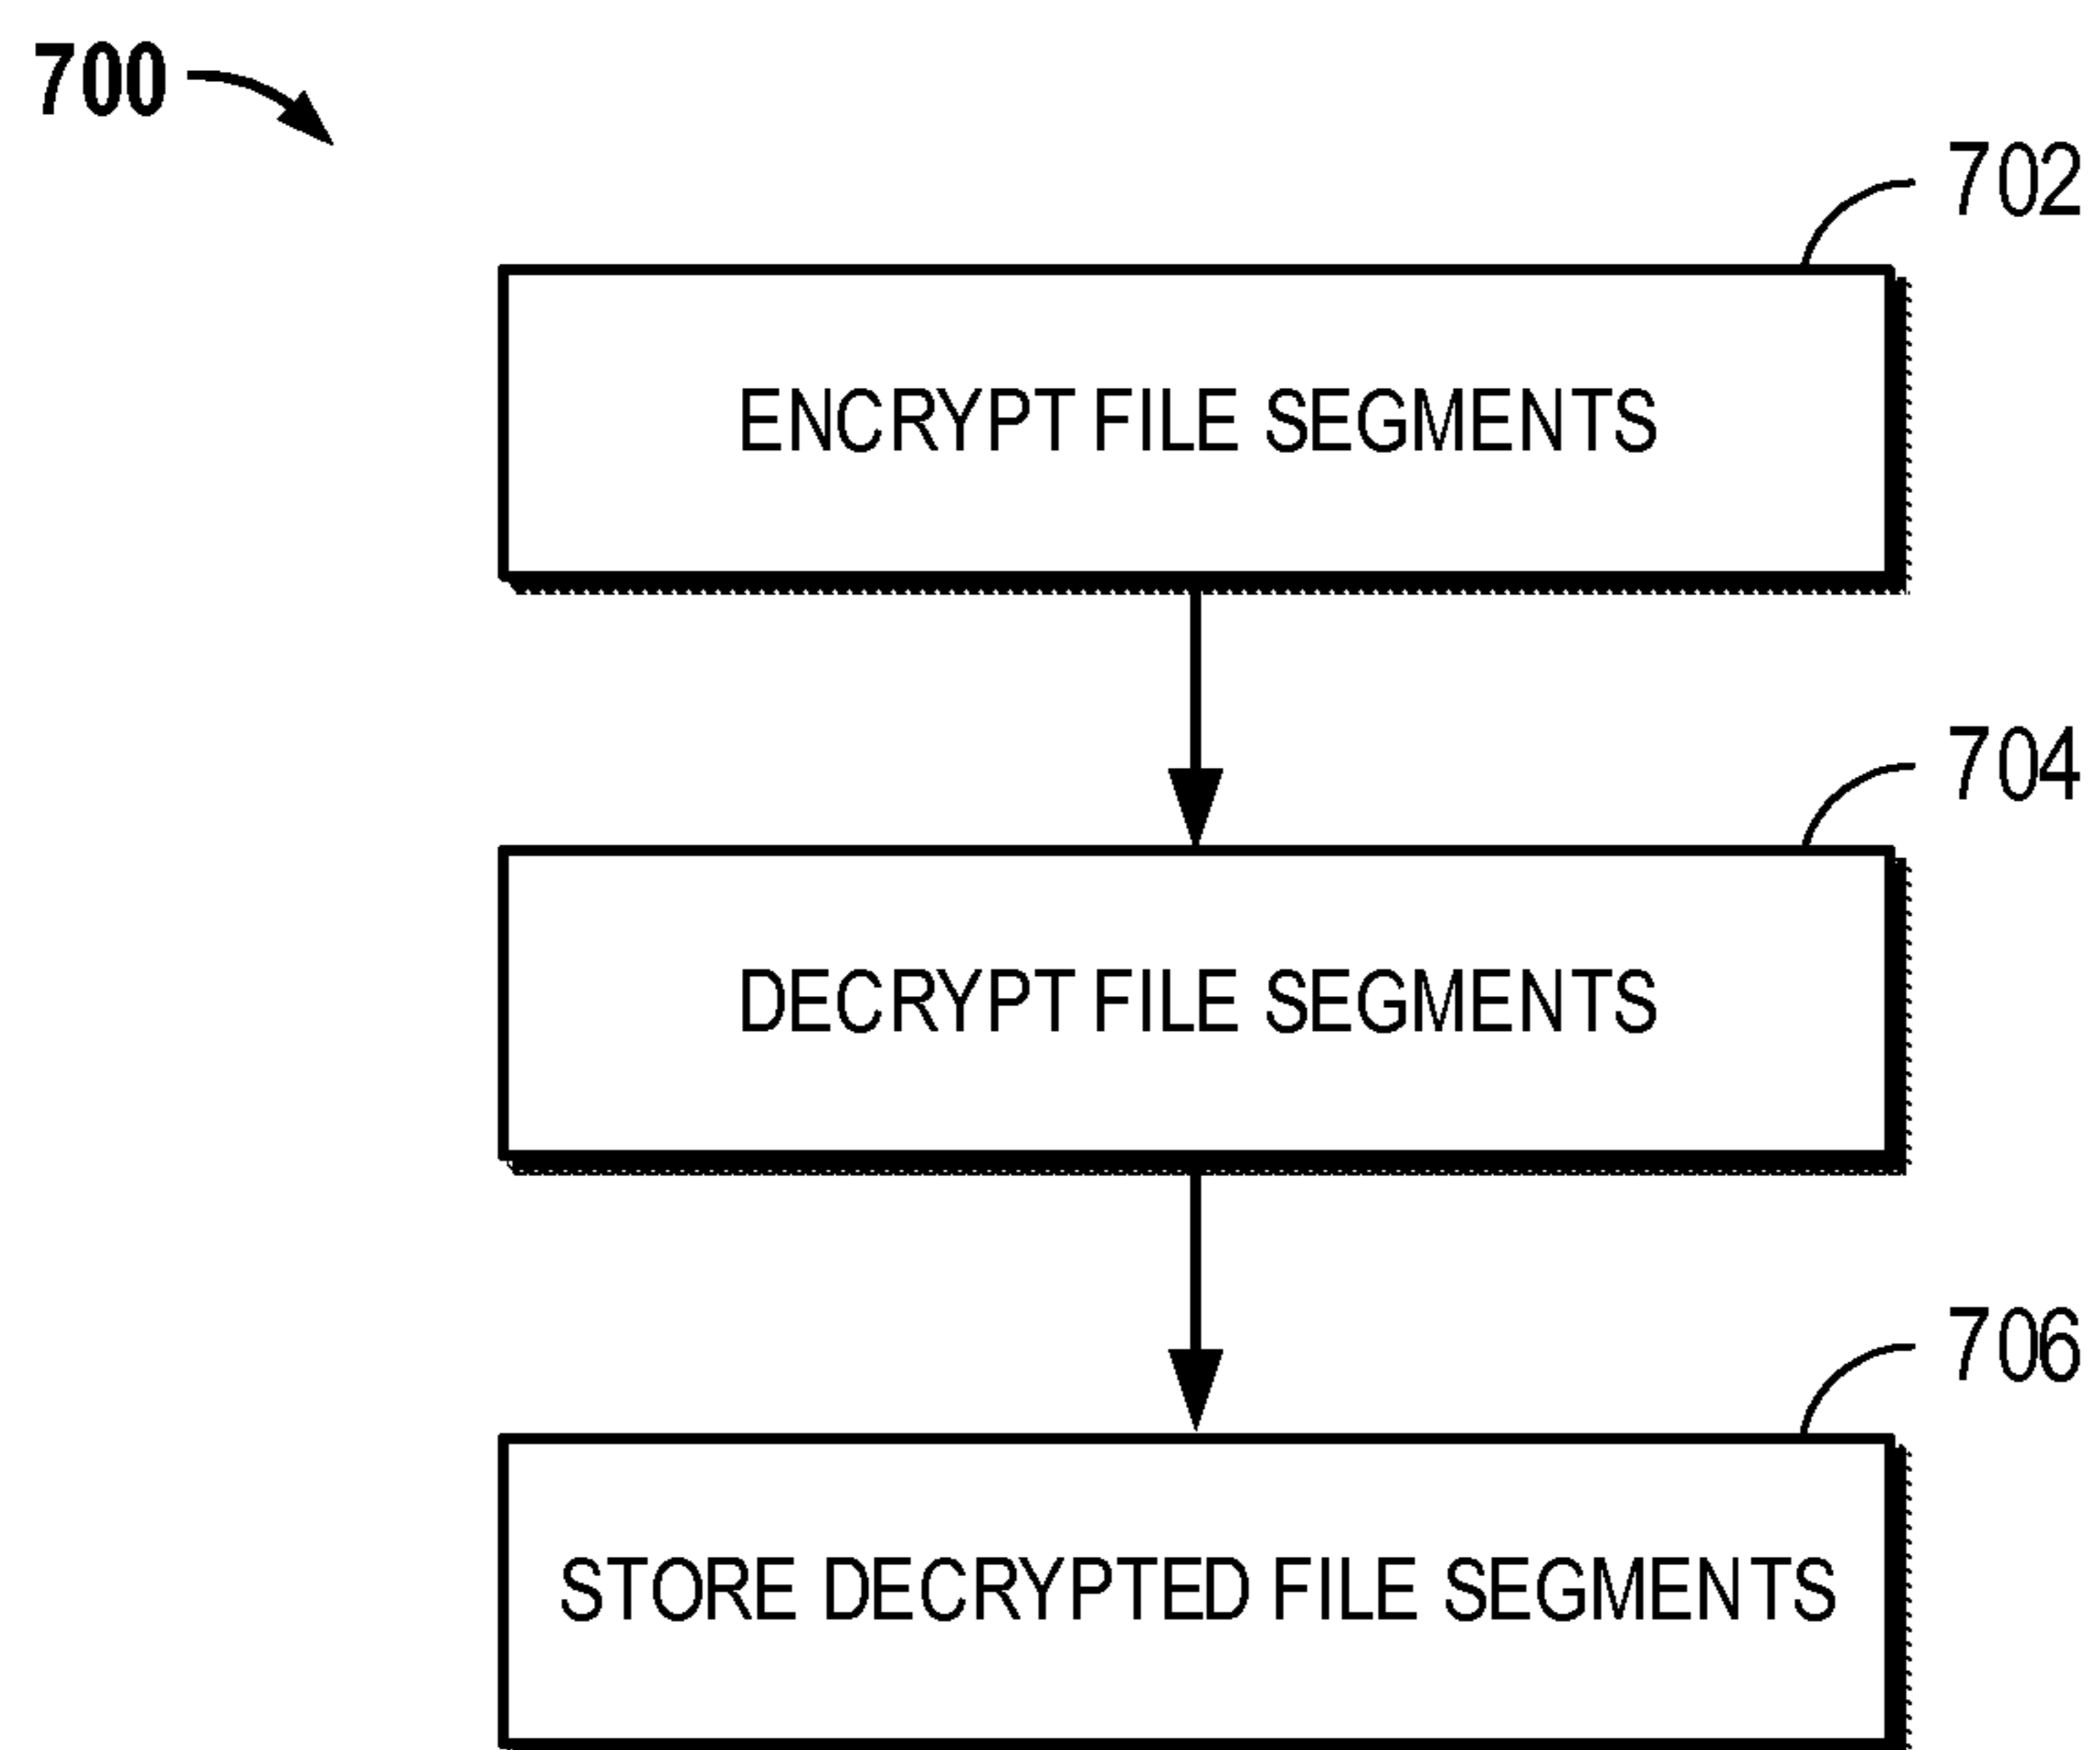 700
702
ENCRYPT FILE SEGMENTS
704
DECRYPT FILE SEGMENTS
706
STORE DECRYPTED FILE SEGMENTS